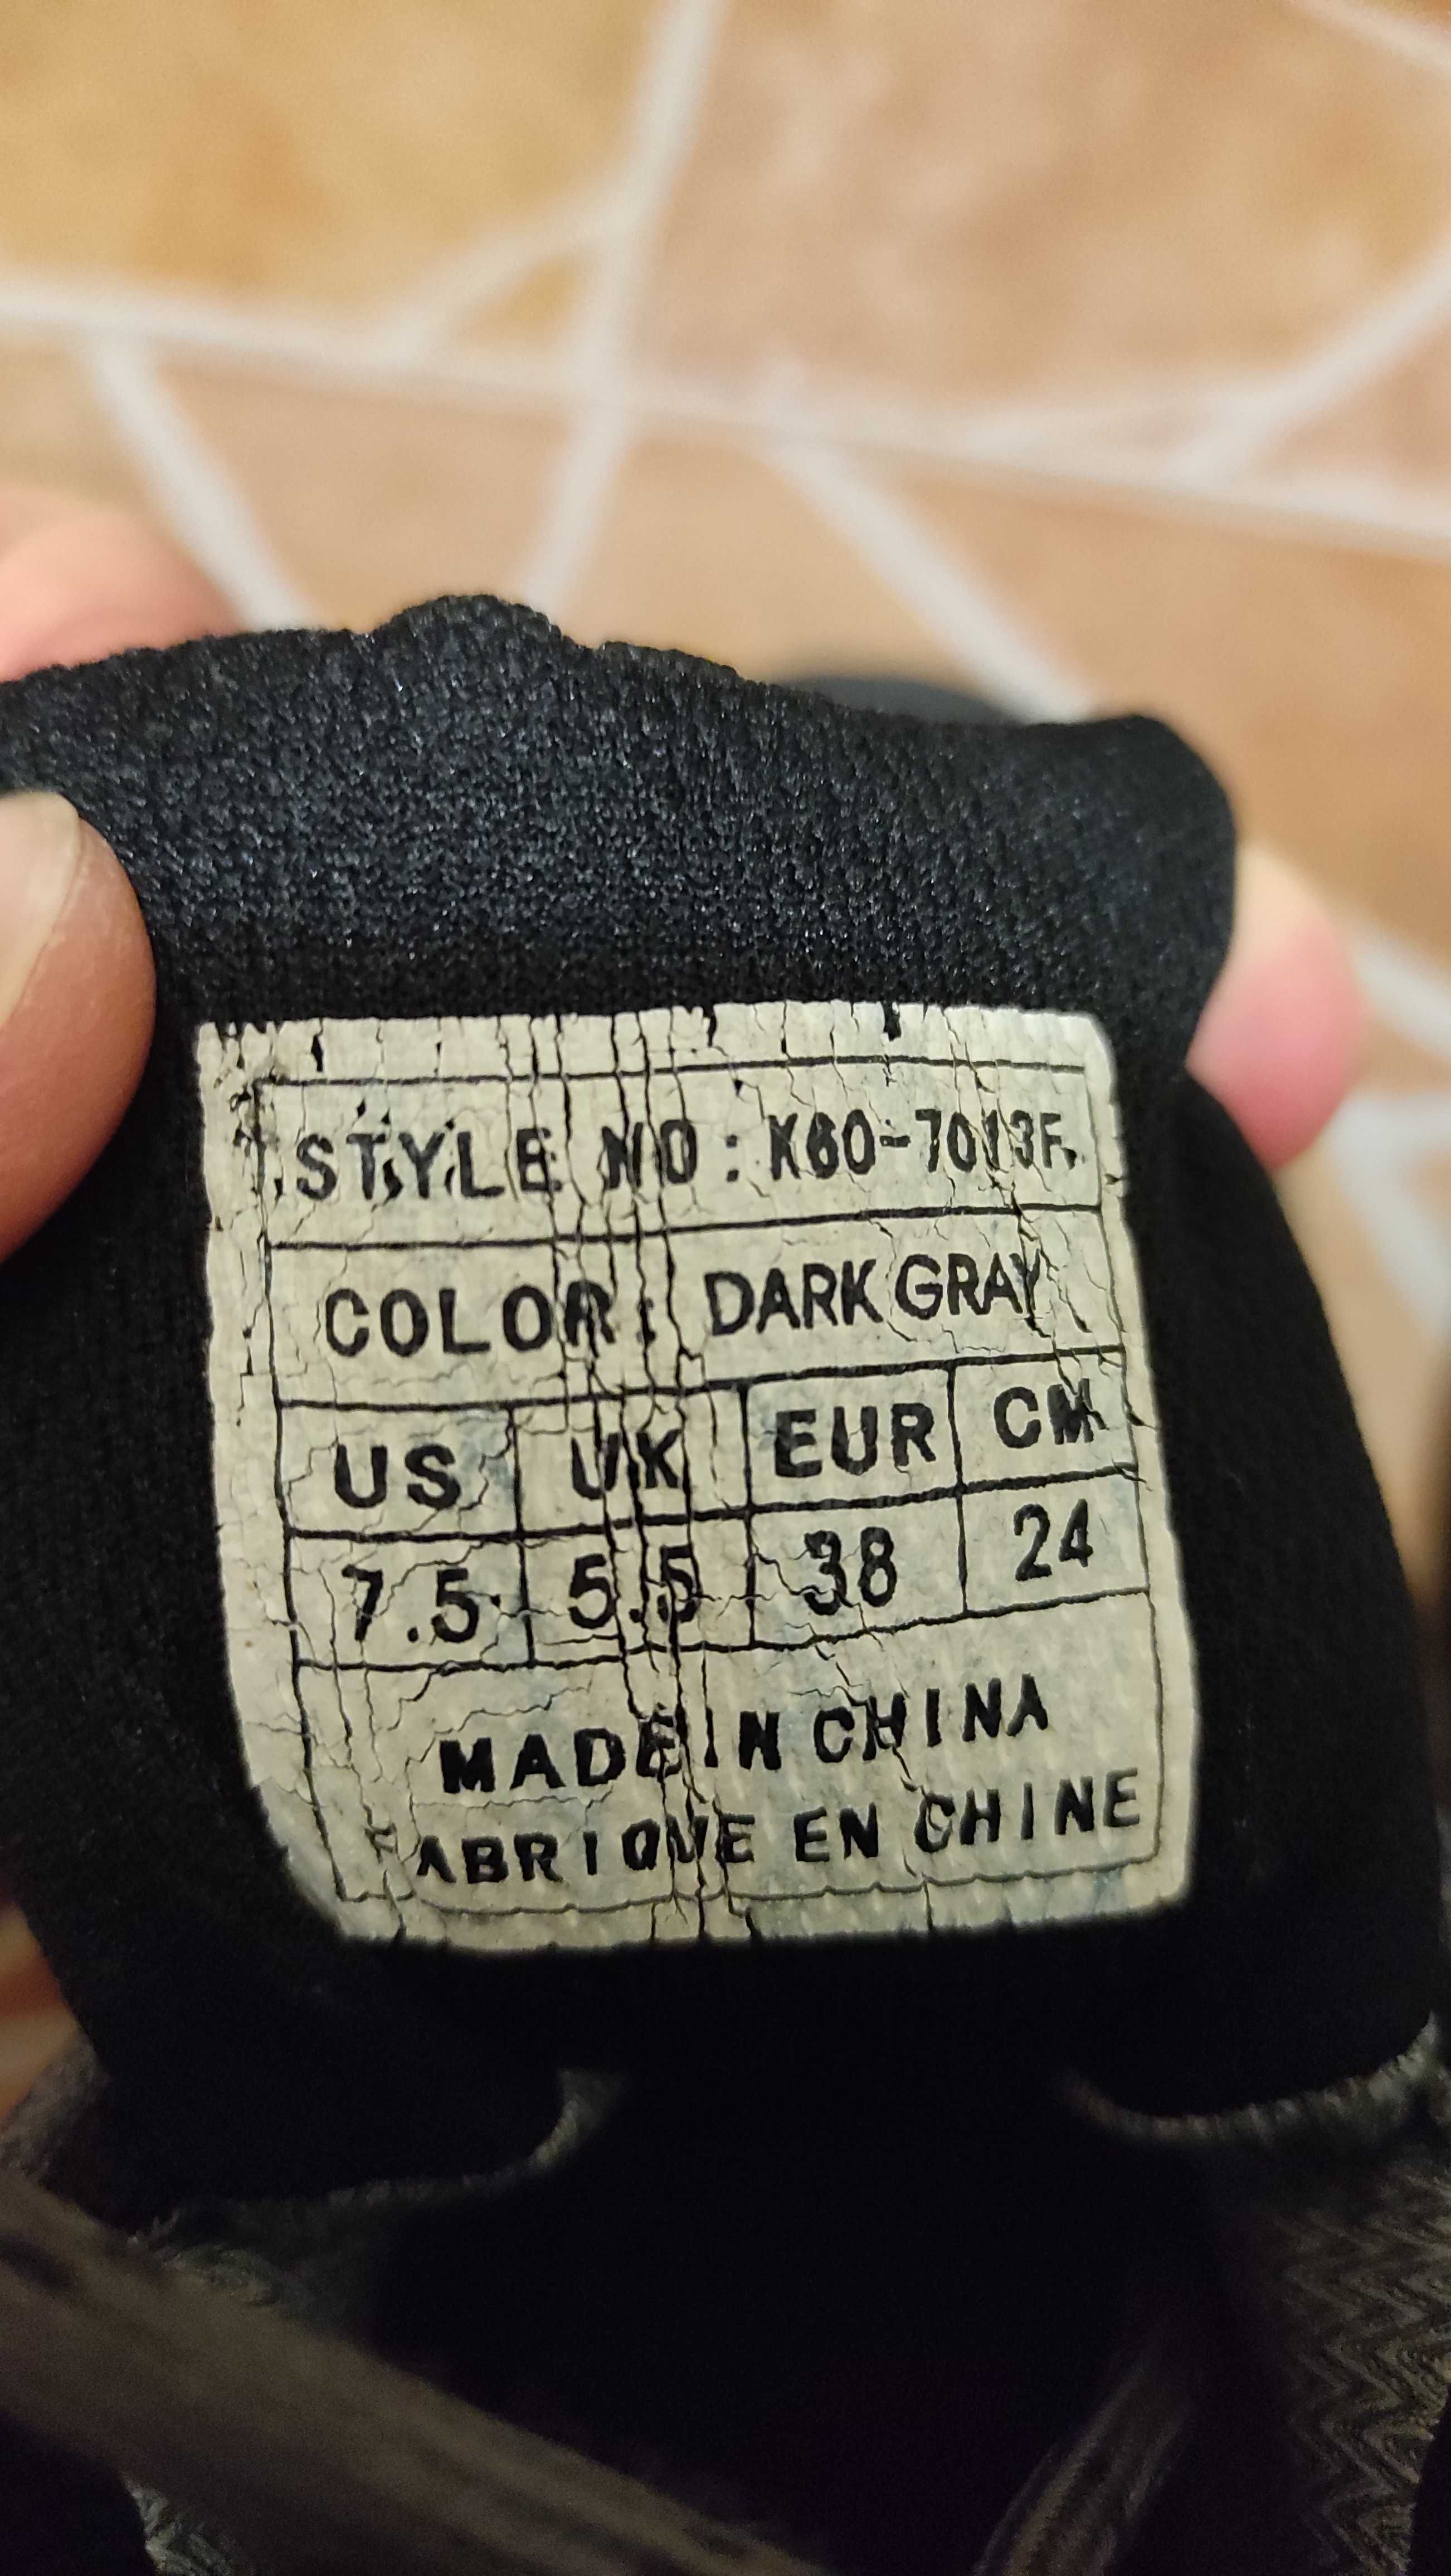 STYLE NO: K60-7013F
COLOR: DARK GRAY
US UK EUR CM
7.5 5.5 38 24
MADE IN CHINA
FABRIQUE EN CHINE